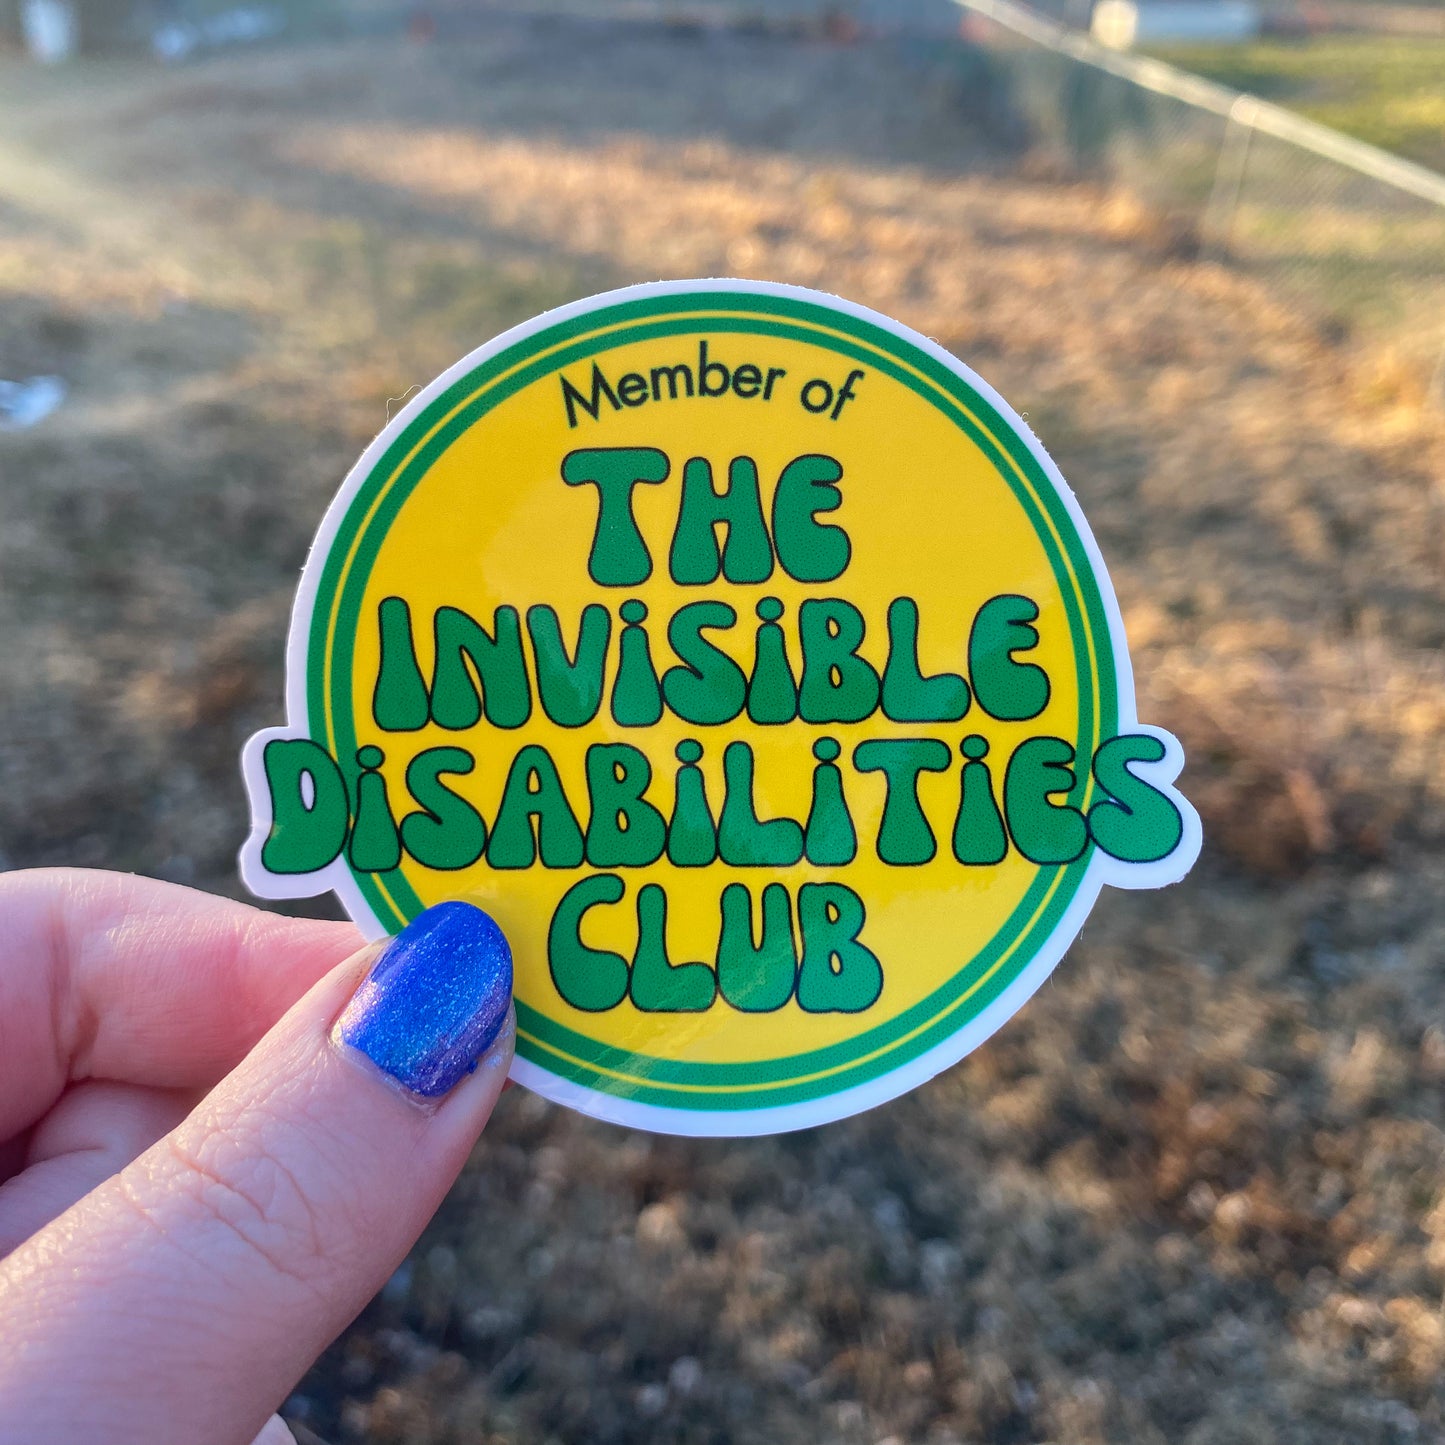 Member of
THE
INViSiBLE
DiSABiLiTiES
CLUB